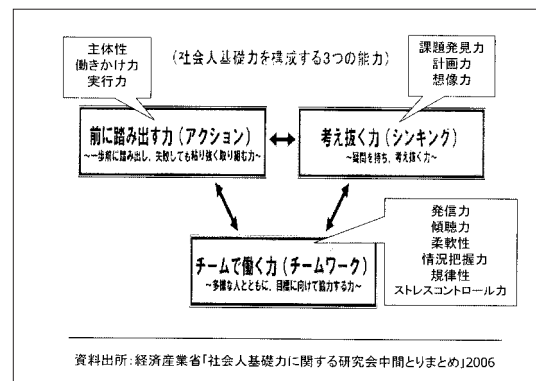 主体性
働きかけ力
実行力
(社会人基礎力を構成する3つの能力)
課題発見力
計画力
想像力
前に踏み出す力(アクション)
~一歩前に踏み出し、失敗しても粘り強く取り組む力~
考え抜く力(シンキング)
~疑問を持ち、考え抜く力~
発信力
傾聴力
柔軟性
情況把握力
規律性
ストレスコントロール力
チームで働く力(チームワーク)
~多様な人とともに、目標に向けて協力する力~
資料出所:経済産業省「社会人基礎力に関する研究会中間とりまとめ」2006